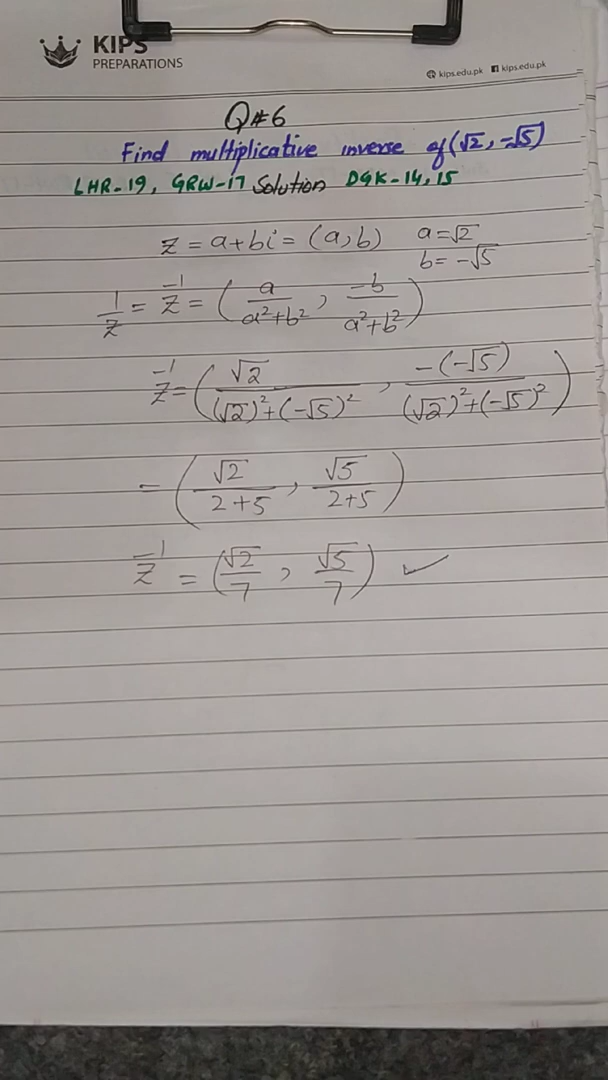 KIPS
PREPARATIONS
kips.edu.pk kips.edu.pk
Q#6
Find multiplicative inverse of (√2, -√5)
LHR-19, GRW-17 Solution DGK-14,15
z = a+bi = (a,b) a=√2
b= -√5
1/z = z⁻¹ = (a/(a²+b²), -b/(a²+b²))
z⁻¹ = (√2/((√2)²+(-√5)²), -(-√5)/((√2)²+(-√5)²))
= (√2/(2+5), √5/(2+5))
z⁻¹ = (√2/7, √5/7) ✓